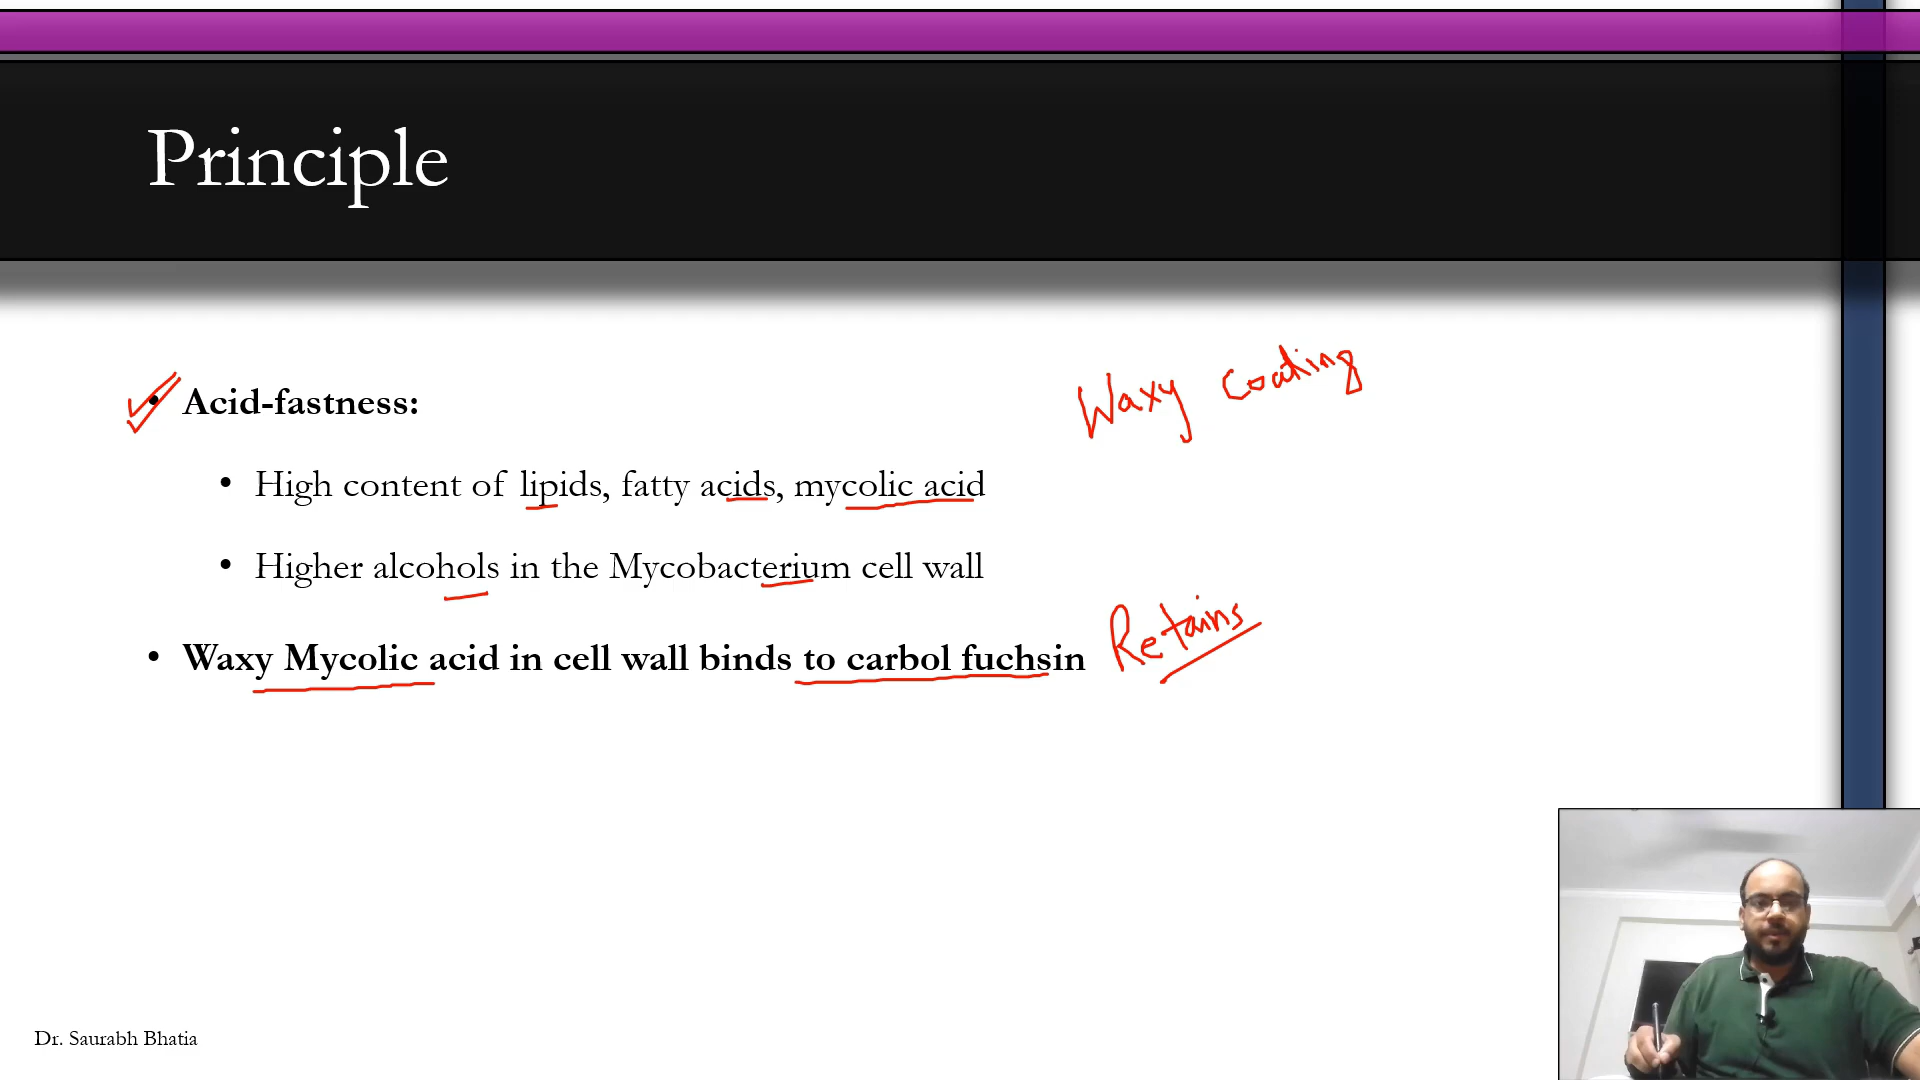 Principle
Waxy coating
• Acid-fastness:
• High content of lipids, fatty acids, mycolic acid
• Higher alcohols in the Mycobacterium cell wall
Retains
• Waxy Mycolic acid in cell wall binds to carbol fuchsin
Dr. Saurabh Bhatia